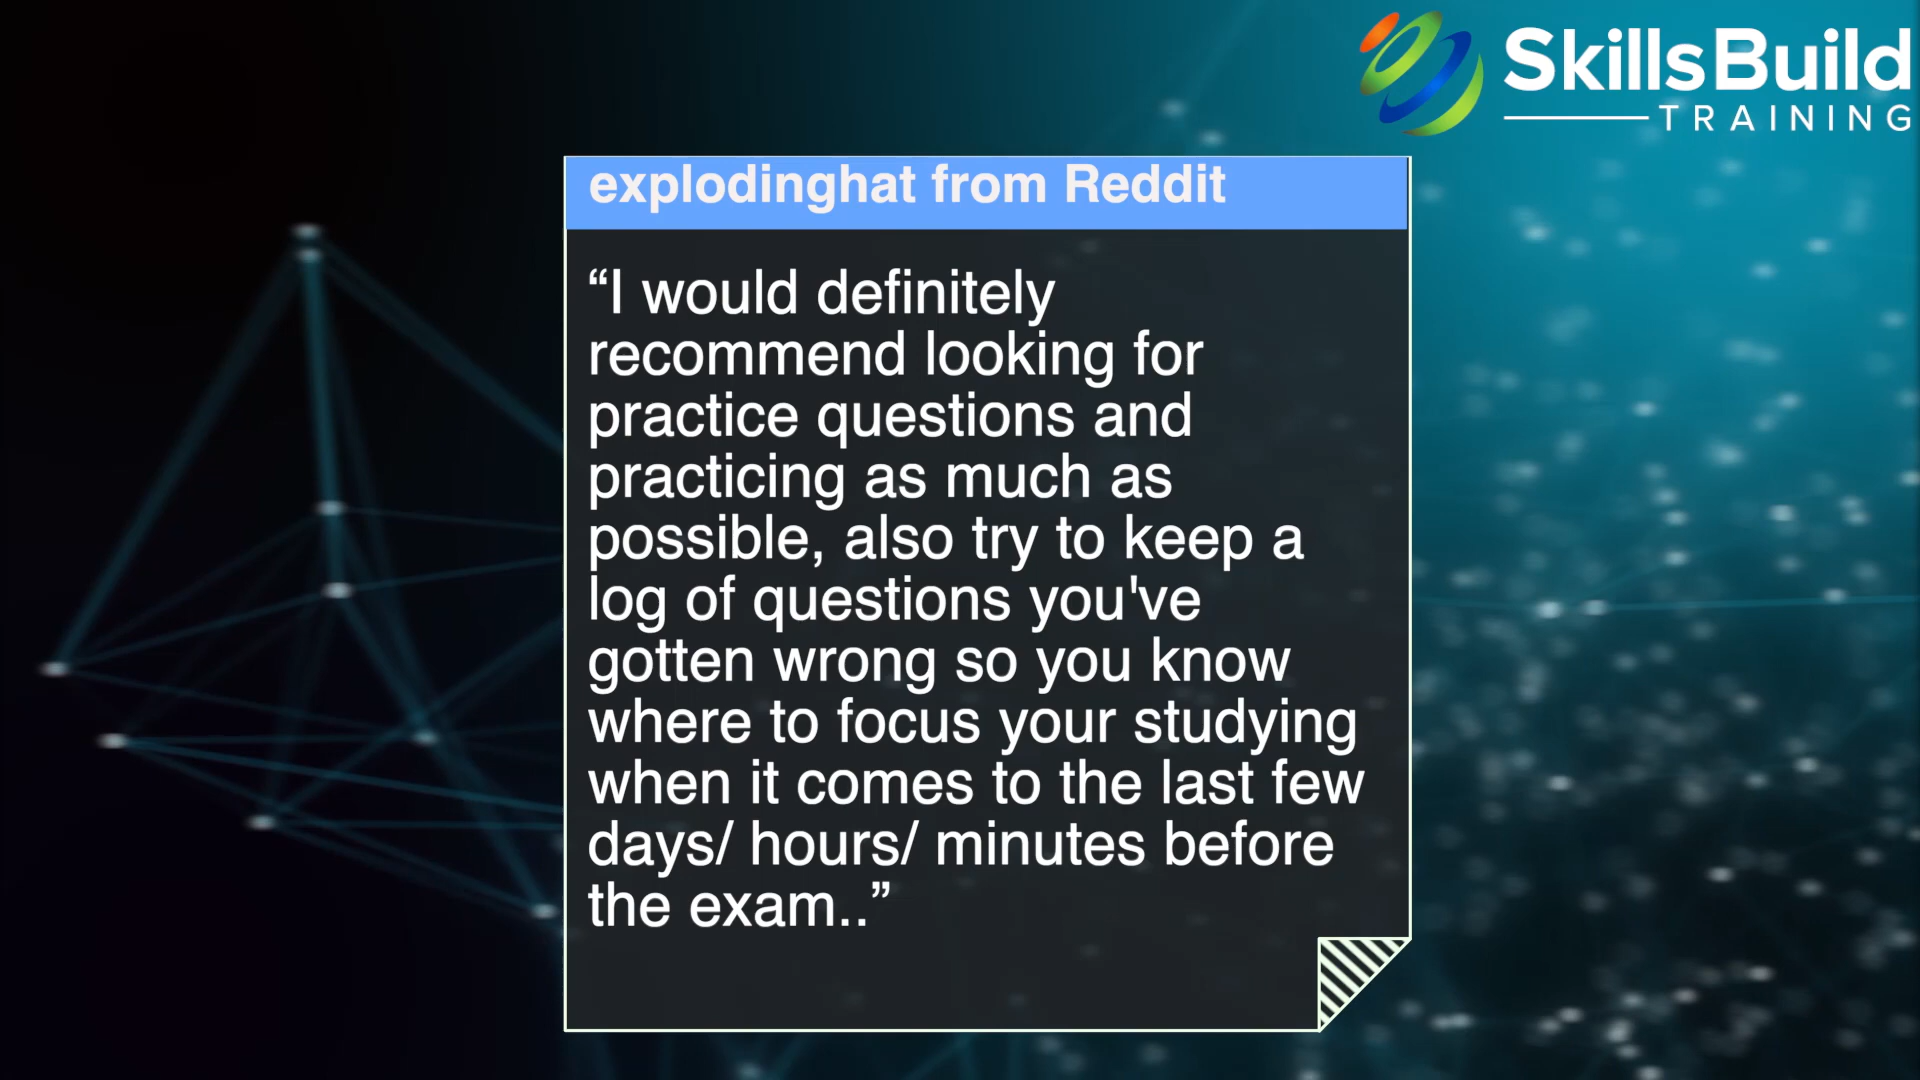 SkillsBuild
TRAINING
explodinghat from Reddit
“I would definitely
recommend looking for
practice questions and
practicing as much as
possible, also try to keep a
log of questions you've
gotten wrong so you know
where to focus your studying
when it comes to the last few
days/ hours/ minutes before
the exam..”